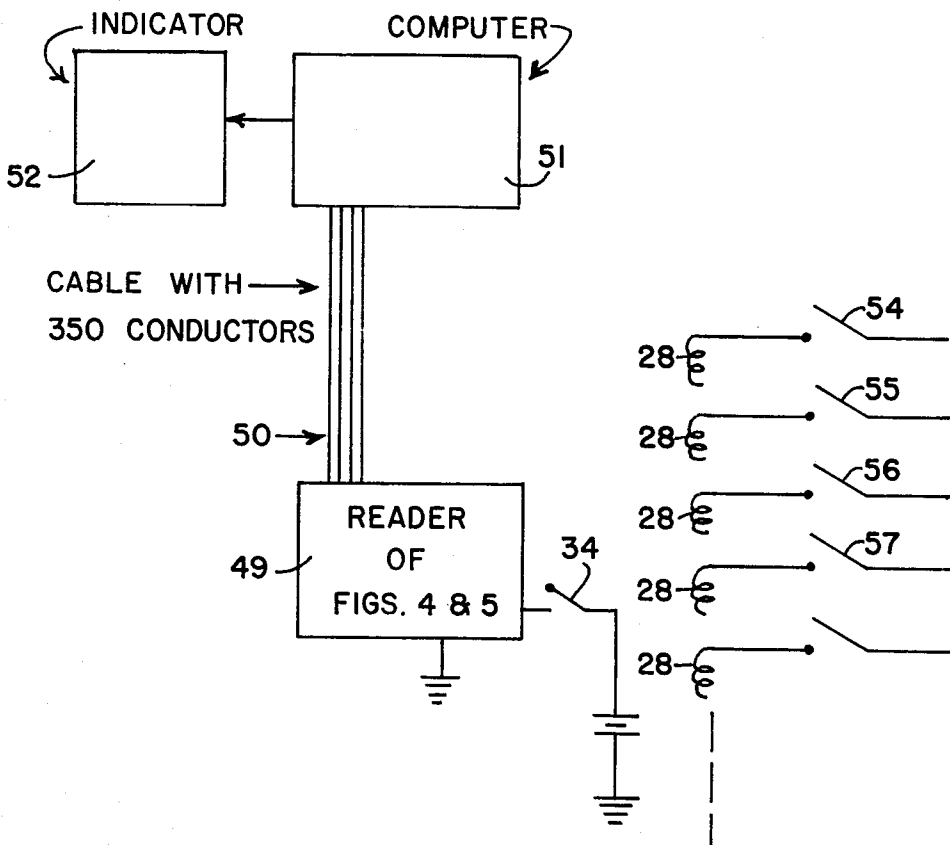 INDICATOR
COMPUTER
52
51
CABLE WITH
350 CONDUCTORS
50
READER
OF
FIGS. 4 & 5
49
34
28
54
28
55
28
56
28
57
28